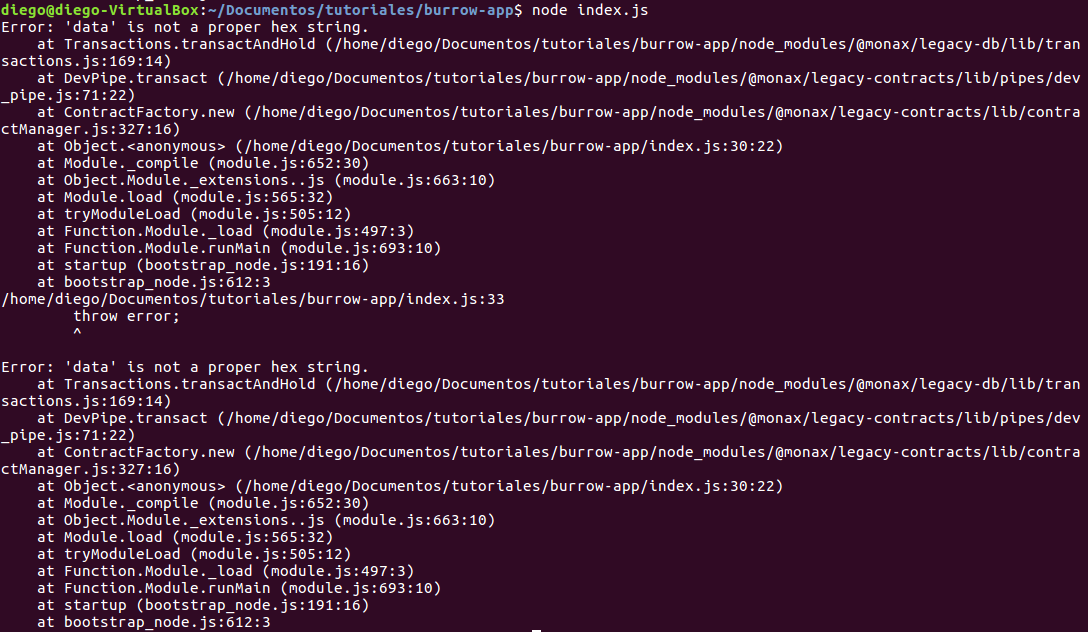 diego@diego-VirtualBox:~/Documentos/tutoriales/burrow-app$ node index.js
Error: 'data' is not a proper hex string.
    at Transactions.transactAndHold (/home/diego/Documentos/tutoriales/burrow-app/node_modules/@monax/legacy-db/lib/tran
sactions.js:169:14)
    at DevPipe.transact (/home/diego/Documentos/tutoriales/burrow-app/node_modules/@monax/legacy-contracts/lib/pipes/dev
_pipe.js:71:22)
    at ContractFactory.new (/home/diego/Documentos/tutoriales/burrow-app/node_modules/@monax/legacy-contracts/lib/contra
ctManager.js:327:16)
    at Object.<anonymous> (/home/diego/Documentos/tutoriales/burrow-app/index.js:30:22)
    at Module._compile (module.js:652:30)
    at Object.Module._extensions..js (module.js:663:10)
    at Module.load (module.js:565:32)
    at tryModuleLoad (module.js:505:12)
    at Function.Module._load (module.js:497:3)
    at Function.Module.runMain (module.js:693:10)
    at startup (bootstrap_node.js:191:16)
    at bootstrap_node.js:612:3
/home/diego/Documentos/tutoriales/burrow-app/index.js:33
        throw error;
        ^

Error: 'data' is not a proper hex string.
    at Transactions.transactAndHold (/home/diego/Documentos/tutoriales/burrow-app/node_modules/@monax/legacy-db/lib/tran
sactions.js:169:14)
    at DevPipe.transact (/home/diego/Documentos/tutoriales/burrow-app/node_modules/@monax/legacy-contracts/lib/pipes/dev
_pipe.js:71:22)
    at ContractFactory.new (/home/diego/Documentos/tutoriales/burrow-app/node_modules/@monax/legacy-contracts/lib/contra
ctManager.js:327:16)
    at Object.<anonymous> (/home/diego/Documentos/tutoriales/burrow-app/index.js:30:22)
    at Module._compile (module.js:652:30)
    at Object.Module._extensions..js (module.js:663:10)
    at Module.load (module.js:565:32)
    at tryModuleLoad (module.js:505:12)
    at Function.Module._load (module.js:497:3)
    at Function.Module.runMain (module.js:693:10)
    at startup (bootstrap_node.js:191:16)
    at bootstrap_node.js:612:3